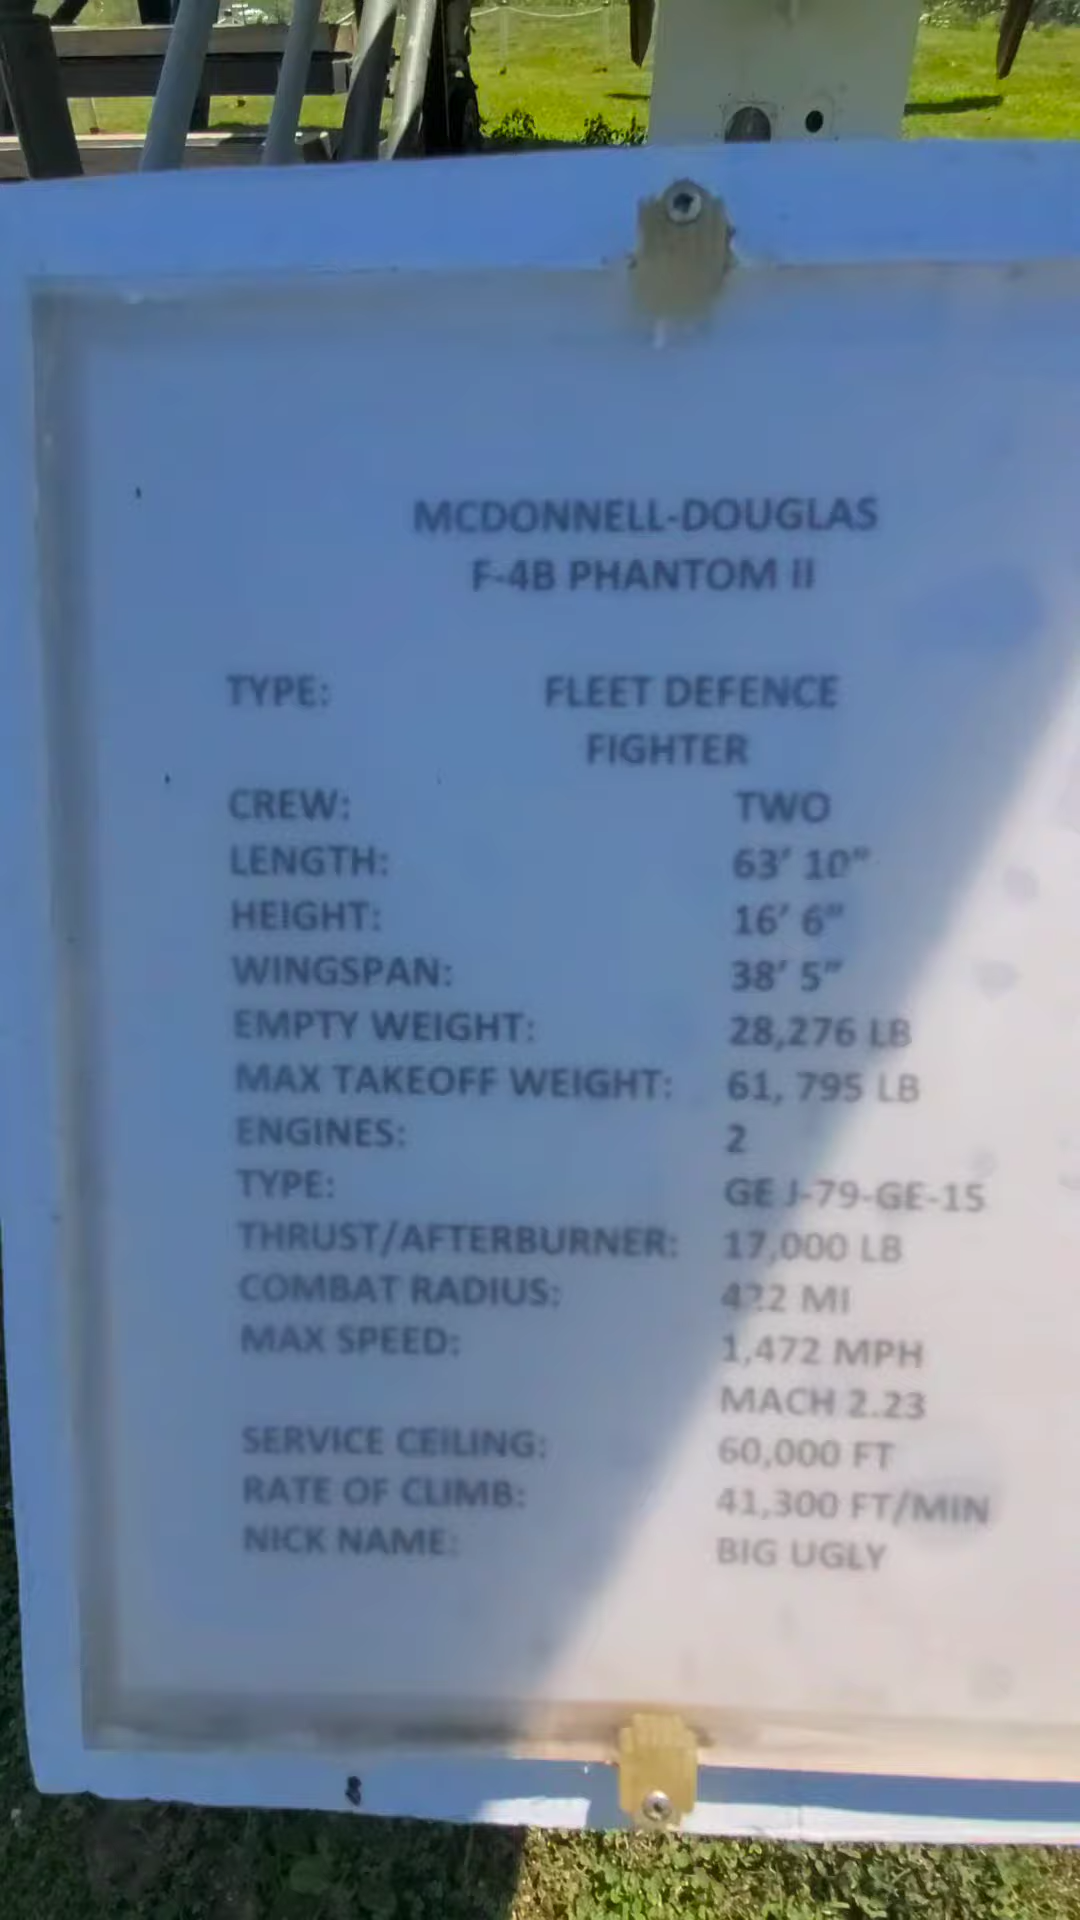 MCDONNELL-DOUGLAS
F-4B PHANTOM II
TYPE: FLEET DEFENCE
FIGHTER
CREW: TWO
LENGTH: 63' 10"
HEIGHT: 16' 6"
WINGSPAN: 38' 5"
EMPTY WEIGHT: 28,276 LB
MAX TAKEOFF WEIGHT: 61, 795 LB
ENGINES: 2
TYPE: GE J-79-GE-15
THRUST/AFTERBURNER: 17,000 LB
COMBAT RADIUS: 422 MI
MAX SPEED: 1,472 MPH
MACH 2.23
SERVICE CEILING: 60,000 FT
RATE OF CLIMB: 41,300 FT/MIN
NICK NAME: BIG UGLY